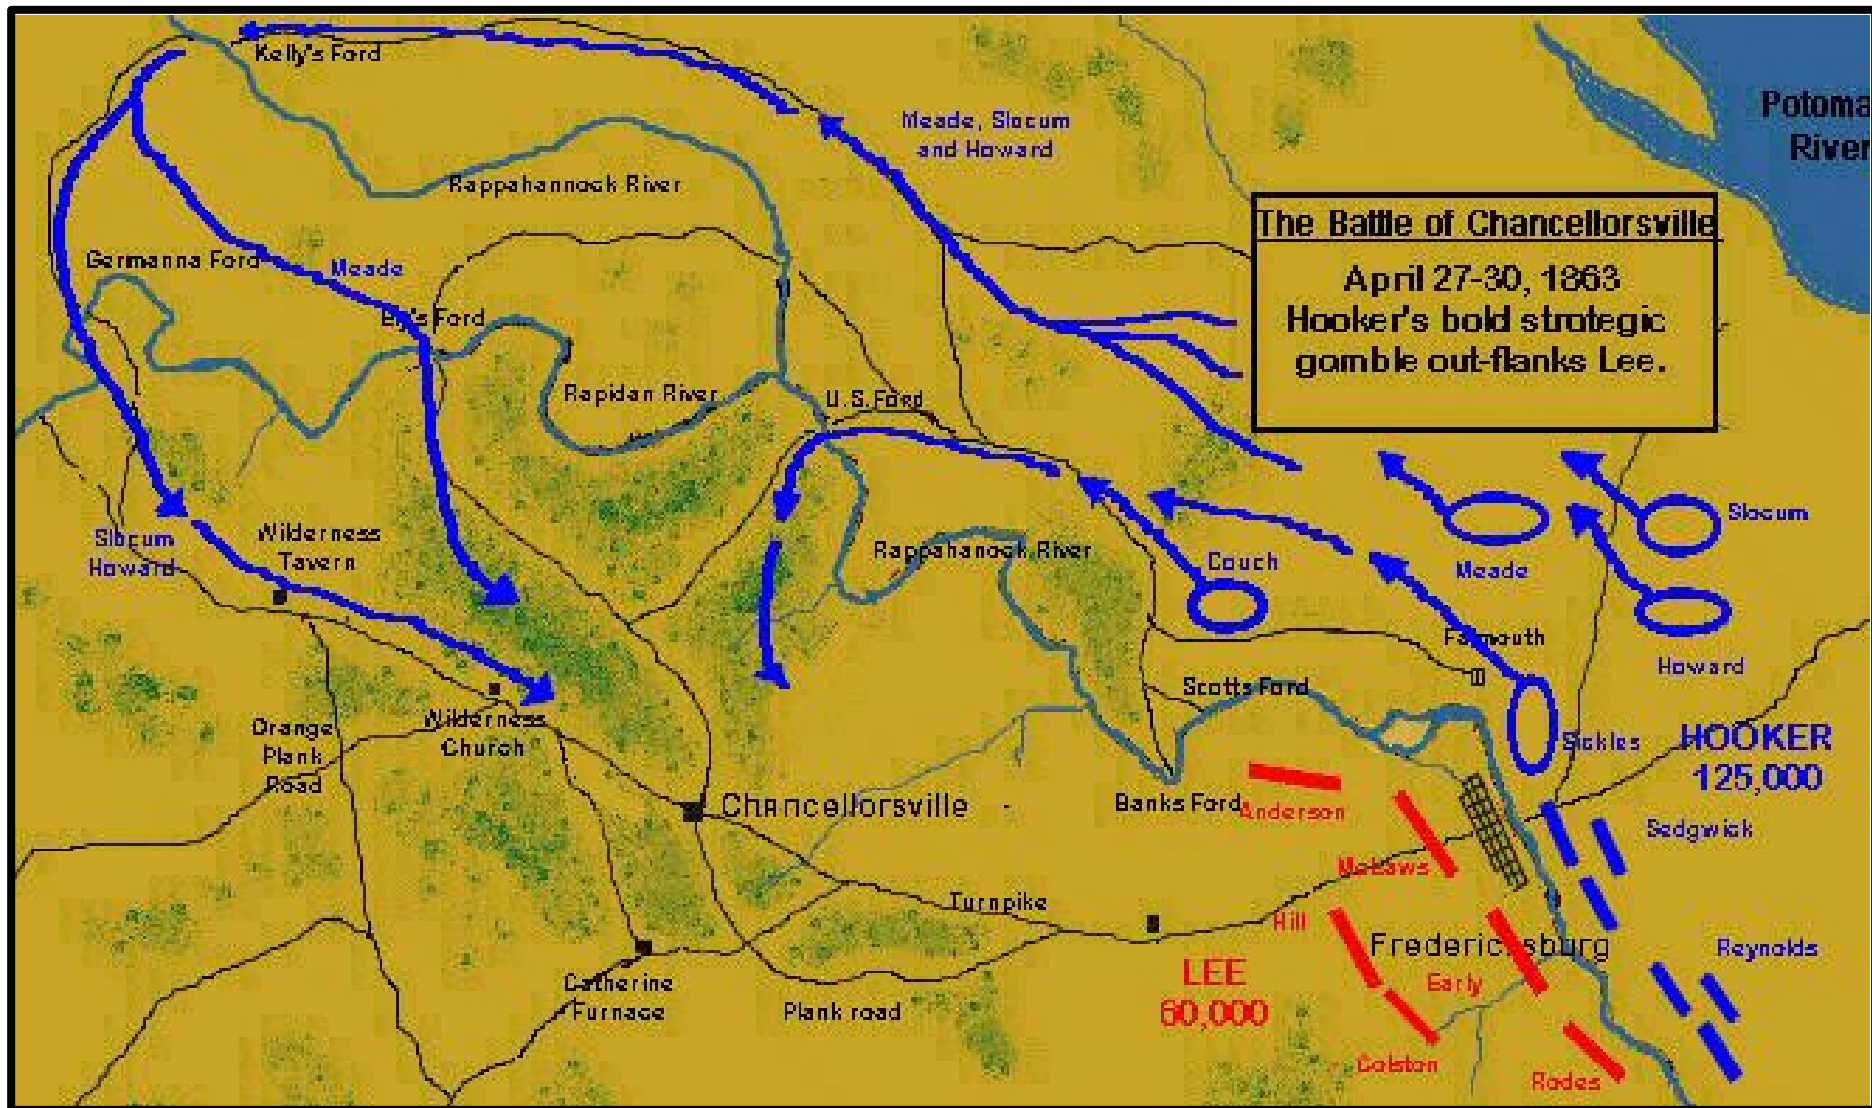 Kelly's Ford
Potoma
River
Meade, Slocum
and Howard
Rappahannock River
The Battle of Chancellorsville
April 27-30, 1863
Hooker's bold strategic
gomble out-flanks Lee.
Germanna Ford
Meade
Ely's Ford
Rapidan River
U.S. Ford
Slocum
Howard
Wilderness
Tavern
Rappahanock River
Couch
Meade
Slocum
Falmouth
Howard
Scotts Ford
Orange
Plank
Road
Wilderness
Church
Sickles
HOOKER
125,000
Chancellorsville
Banks Ford
Anderson
Sedgwick
McLaws
Turnpike
Hill
Fredericksburg
Reynolds
LEE
60,000
Early
Catherine
Furnace
Plank road
Colston
Rodes